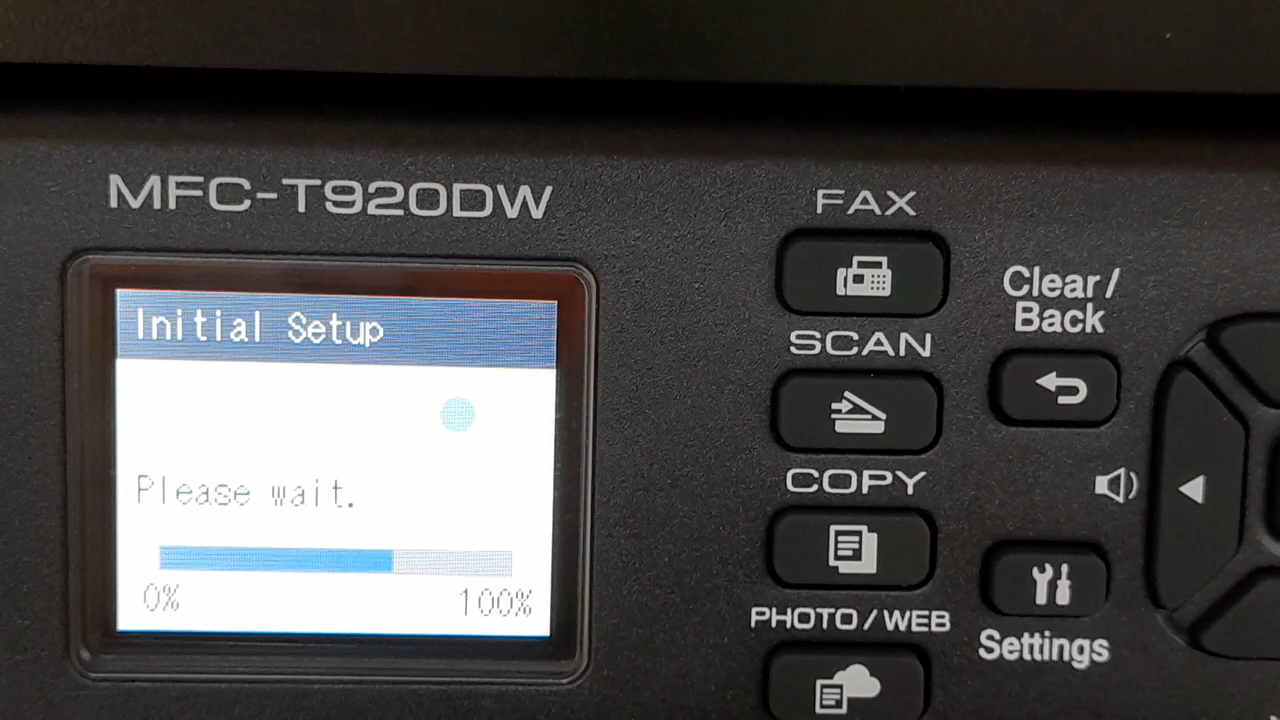 MFC-T920DW
Initial Setup
Please wait.
0% 100%
FAX
SCAN
COPY
PHOTO / WEB
Clear /
Back
Settings